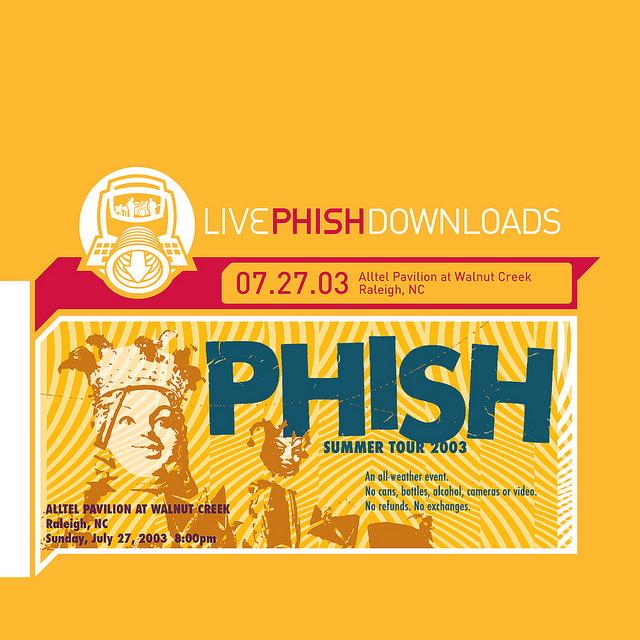 LIVEPHISHDOWNLOADS
07.27.03
Alltel Pavilion at Walnut Creek
Raleigh, NC
PHISH
SUMMER TOUR 2003
An all-weather event.
No cans, bottles, alcohol, cameras or video.
No refunds. No exchanges.
ALLTEL PAVILION AT WALNUT CREEK
Raleigh, NC
Sunday, July 27, 2003 8:00pm